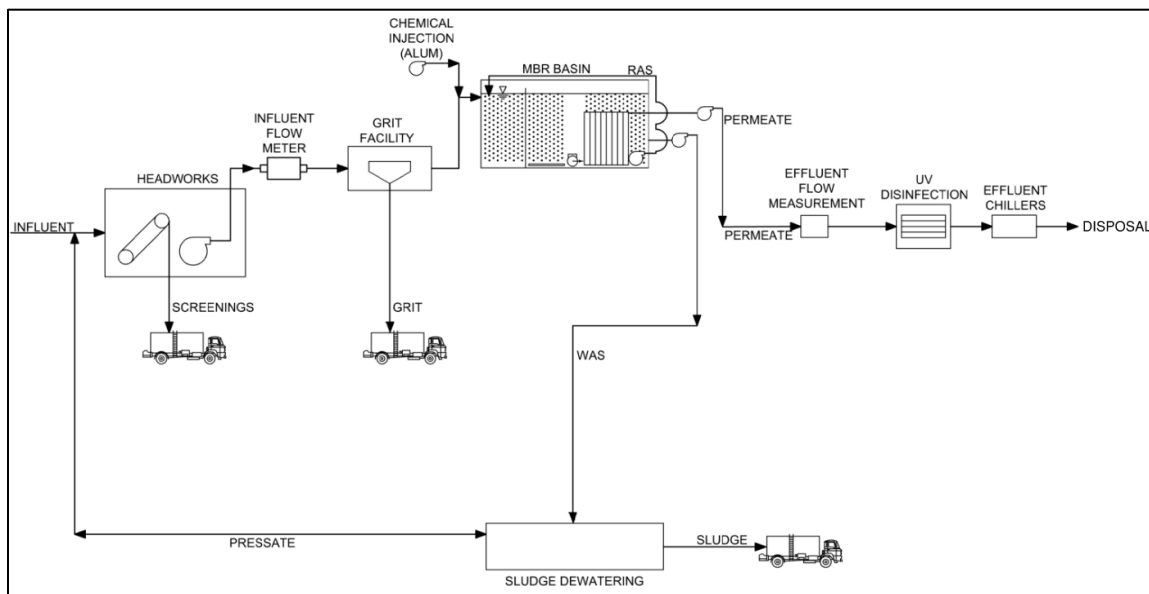 CHEMICAL
INJECTION
(ALUM)
MBR BASIN
RAS
INFLUENT
FLOW
METER
GRIT
FACILITY
PERMEATE
HEADWORKS
EFFLUENT
FLOW
MEASUREMENT
UV
DISINFECTION
EFFLUENT
CHILLERS
INFLUENT
PERMEATE
DISPOSAL
SCREENINGS
GRIT
WAS
PRESSATE
SLUDGE
SLUDGE DEWATERING